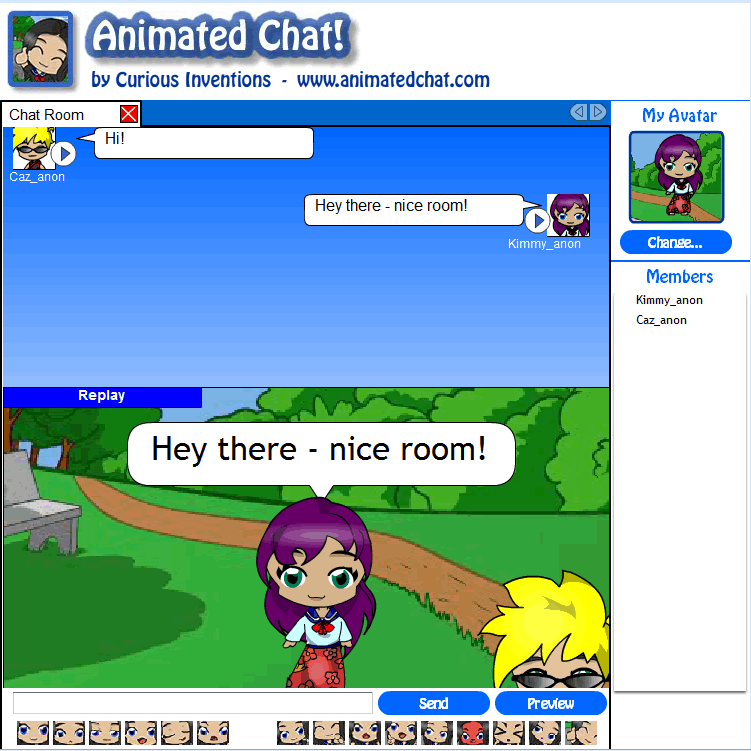 Animated Chat!
by Curious Inventions - www.animatedchat.com
Chat Room
Hi!
Caz_anon
Hey there - nice room!
Kimmy_anon
Replay
Hey there - nice room!
Send
Preview
My Avatar
Change...
Members
Kimmy_anon
Caz_anon